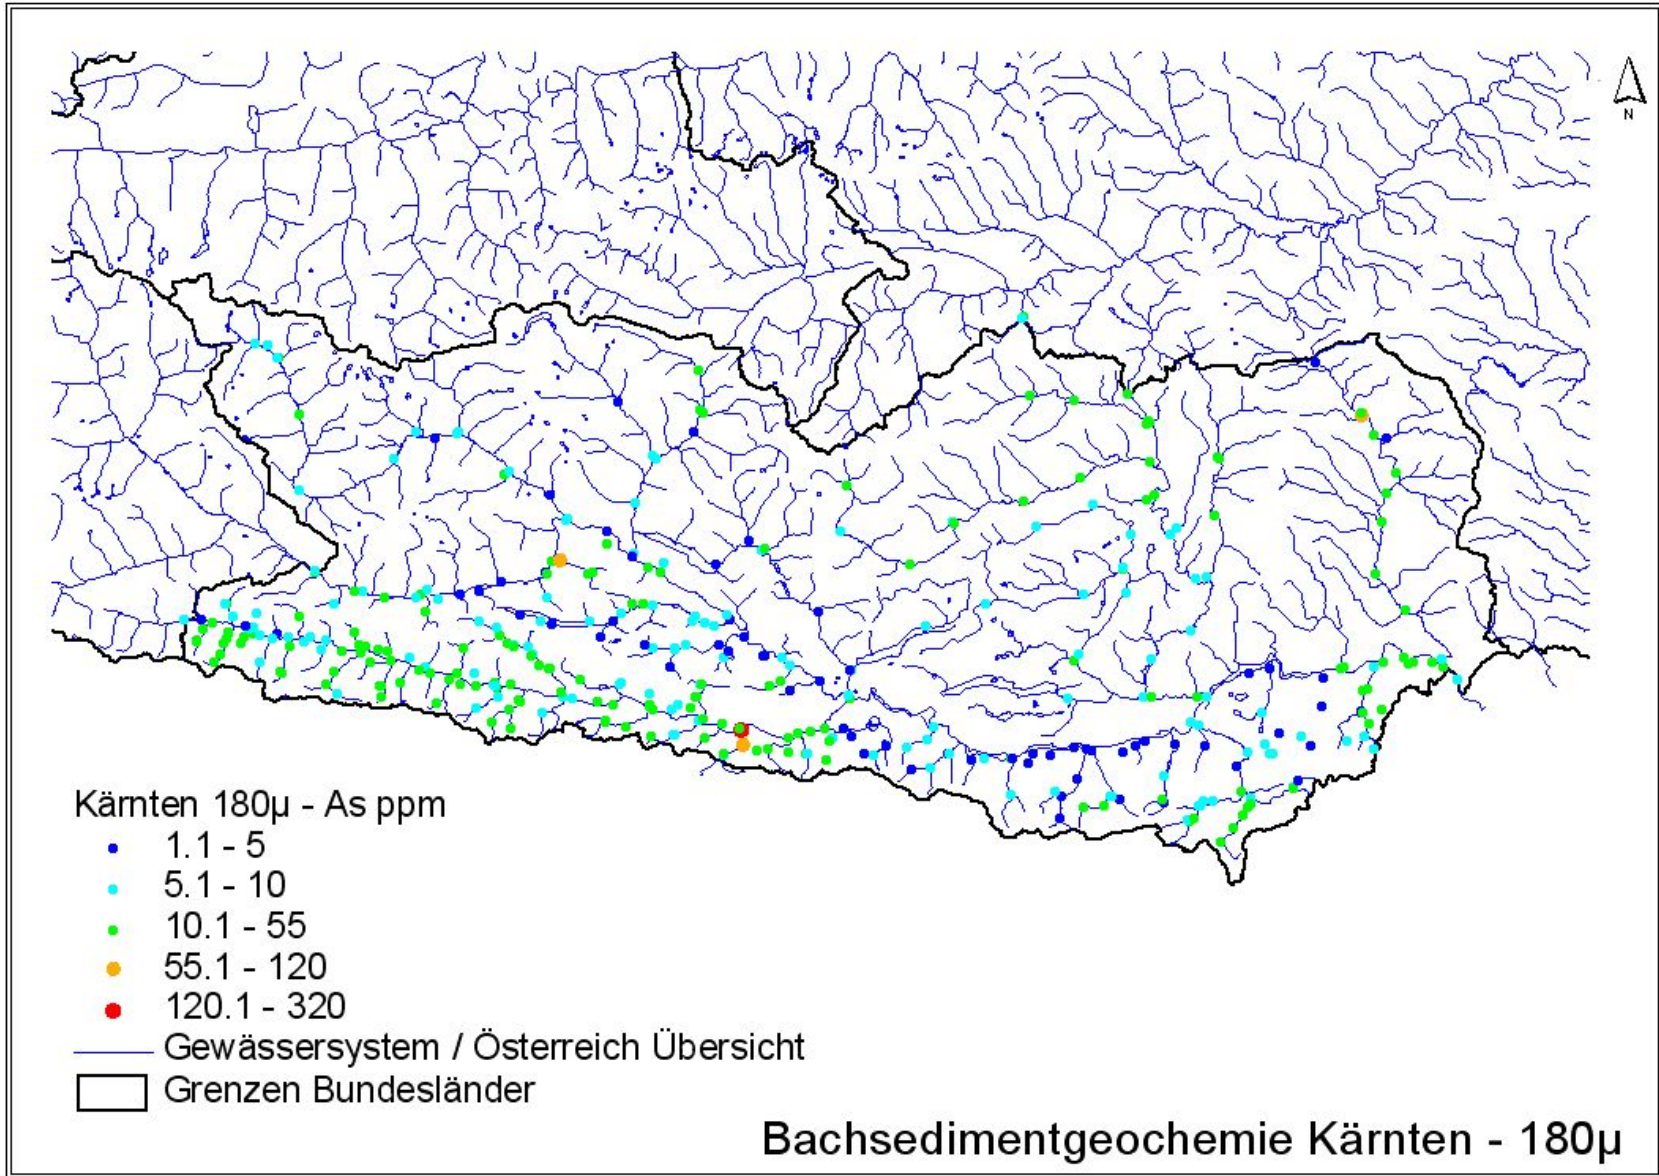 N
Kärnten 180µ - As ppm
1.1 - 5
5.1 - 10
10.1 - 55
55.1 - 120
120.1 - 320
Gewässersystem / Österreich Übersicht
Grenzen Bundesländer
Bachsedimentgeochemie Kärnten - 180µ